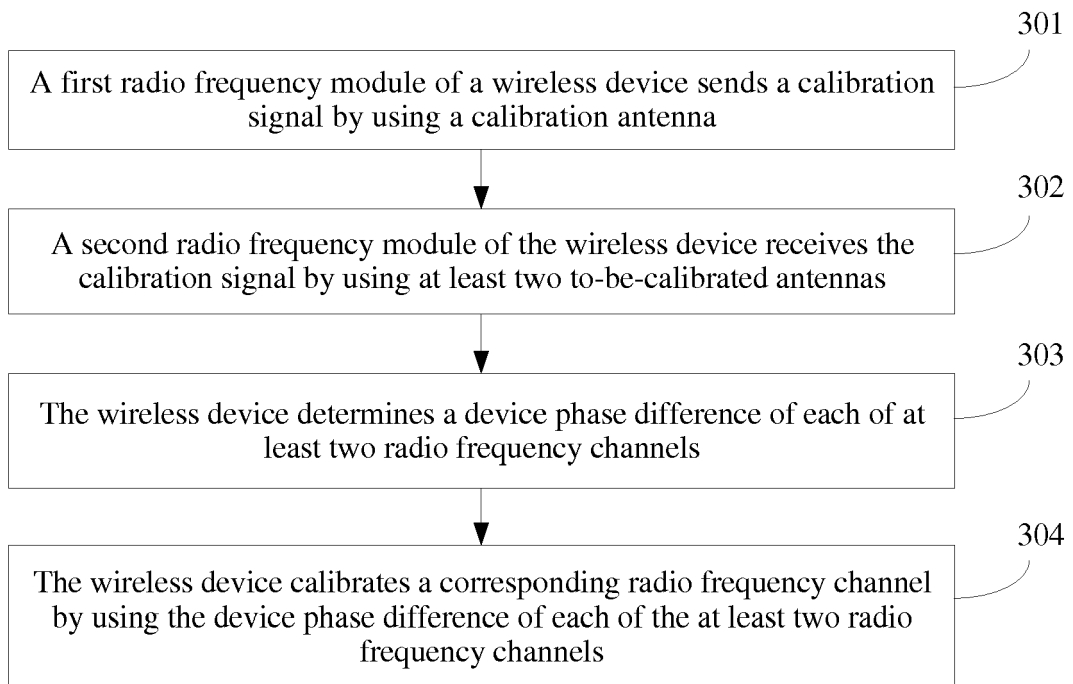 301
A first radio frequency module of a wireless device sends a calibration
signal by using a calibration antenna
302
A second radio frequency module of the wireless device receives the
calibration signal by using at least two to-be-calibrated antennas
303
The wireless device determines a device phase difference of each of at
least two radio frequency channels
304
The wireless device calibrates a corresponding radio frequency channel
by using the device phase difference of each of the at least two radio
frequency channels